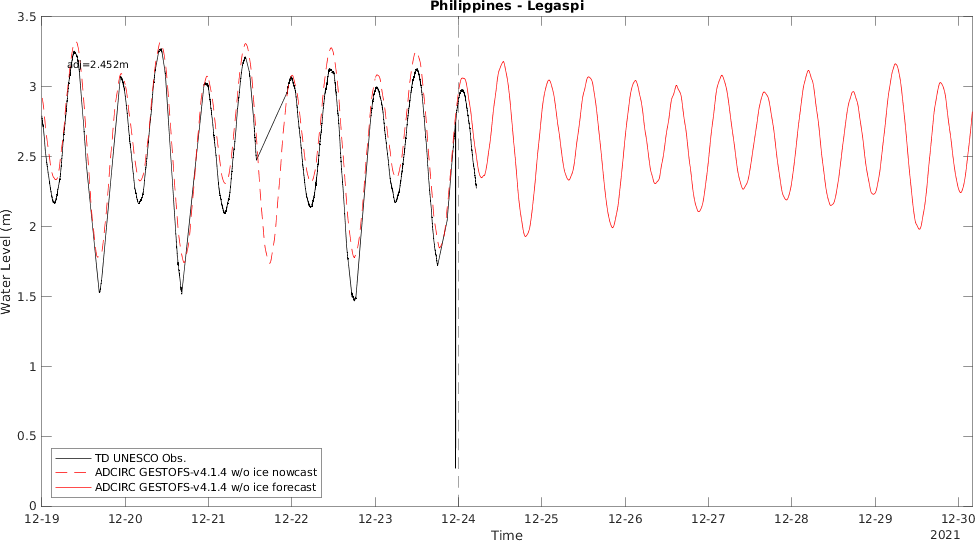 Philippines - Legaspi
3.5
adj=2.452m
3
2.5
2
Water Level (m)
1.5
1
0.5
TD UNESCO Obs.
ADCIRC GESTOFS-v4.1.4 w/o ice nowcast
ADCIRC GESTOFS-v4.1.4 w/o ice forecast
0
12-19 12-20 12-21 12-22 12-23 12-24 12-25 12-26 12-27 12-28 12-29 12-30
Time
2021